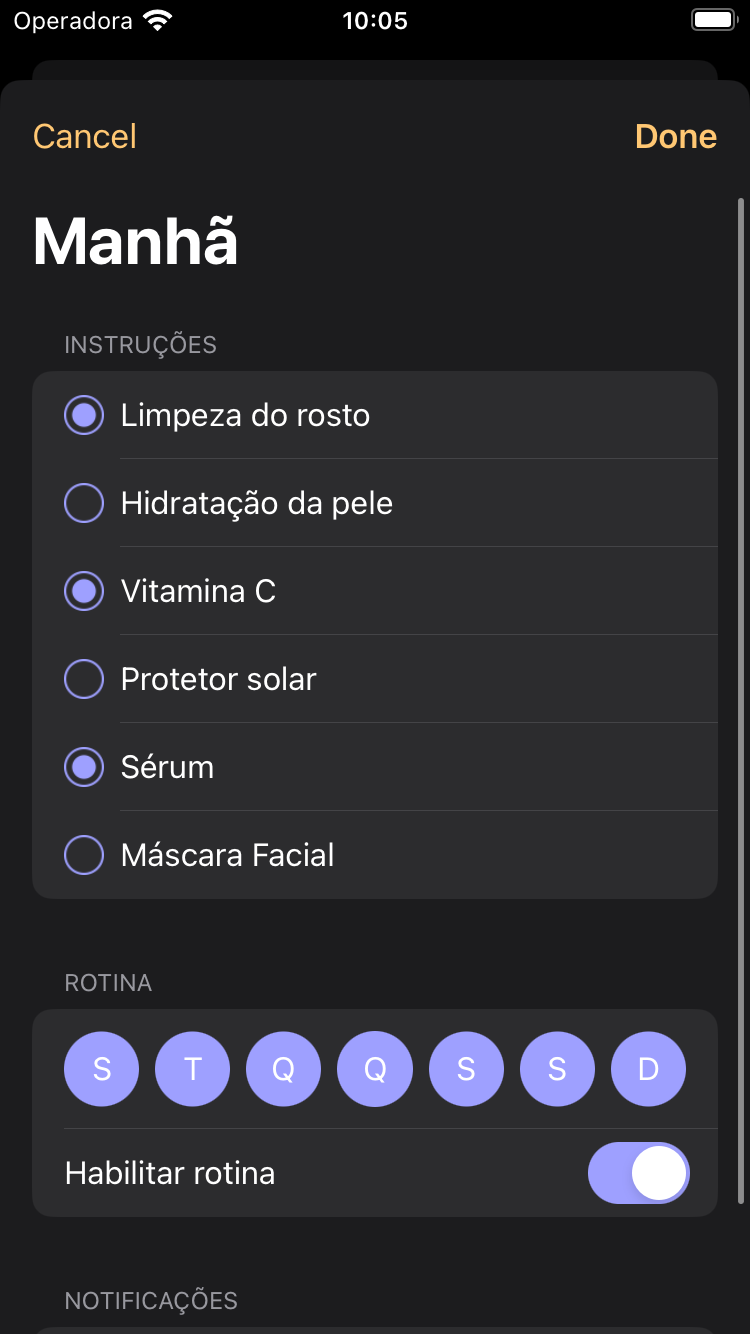 Operadora 10:05
Cancel Done
Manhã
INSTRUÇÕES
Limpeza do rosto
Hidratação da pele
Vitamina C
Protetor solar
Sérum
Máscara Facial
ROTINA
S T Q Q S S D
Habilitar rotina
NOTIFICAÇÕES